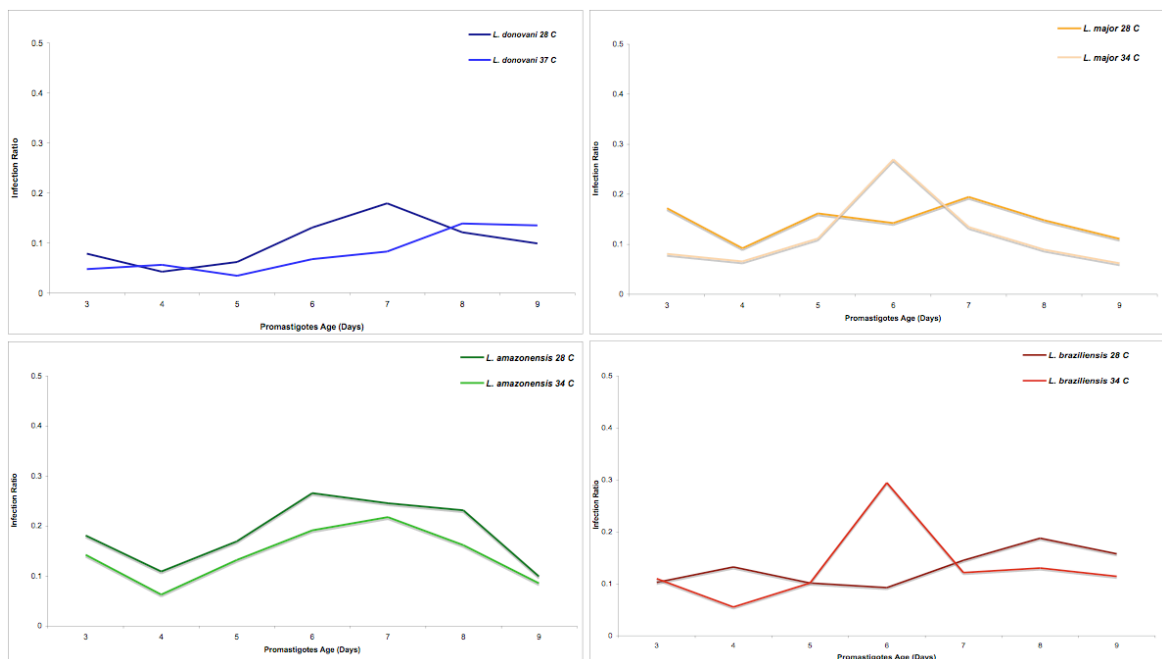 L. donovani 28 C
L. donovani 37 C
0.5
0.4
0.3
0.2
0.1
0
Infection Ratio
3 4 5 6 7 8 9
Promastigotes Age (Days)
L. major 28 C
L. major 34 C
0.5
0.4
0.3
0.2
0.1
0
Infection Ratio
3 4 5 6 7 8 9
Promastigotes Age (Days)
L. amazonensis 28 C
L. amazonensis 34 C
0.5
0.4
0.3
0.2
0.1
0
Infection Ratio
3 4 5 6 7 8 9
Promastigotes Age (Days)
L. braziliensis 28 C
L. braziliensis 34 C
0.5
0.4
0.3
0.2
0.1
0
Infection Ratio
3 4 5 6 7 8 9
Promastigotes Age (Days)